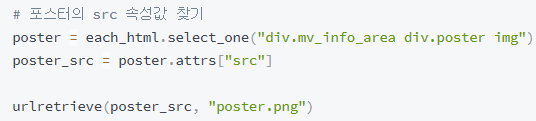 # 포스터의 src 속성값 찾기
poster = each_html.select_one("div.mv_info_area div.poster img")
poster_src = poster.attrs["src"]
urlretrieve(poster_src, "poster.png")